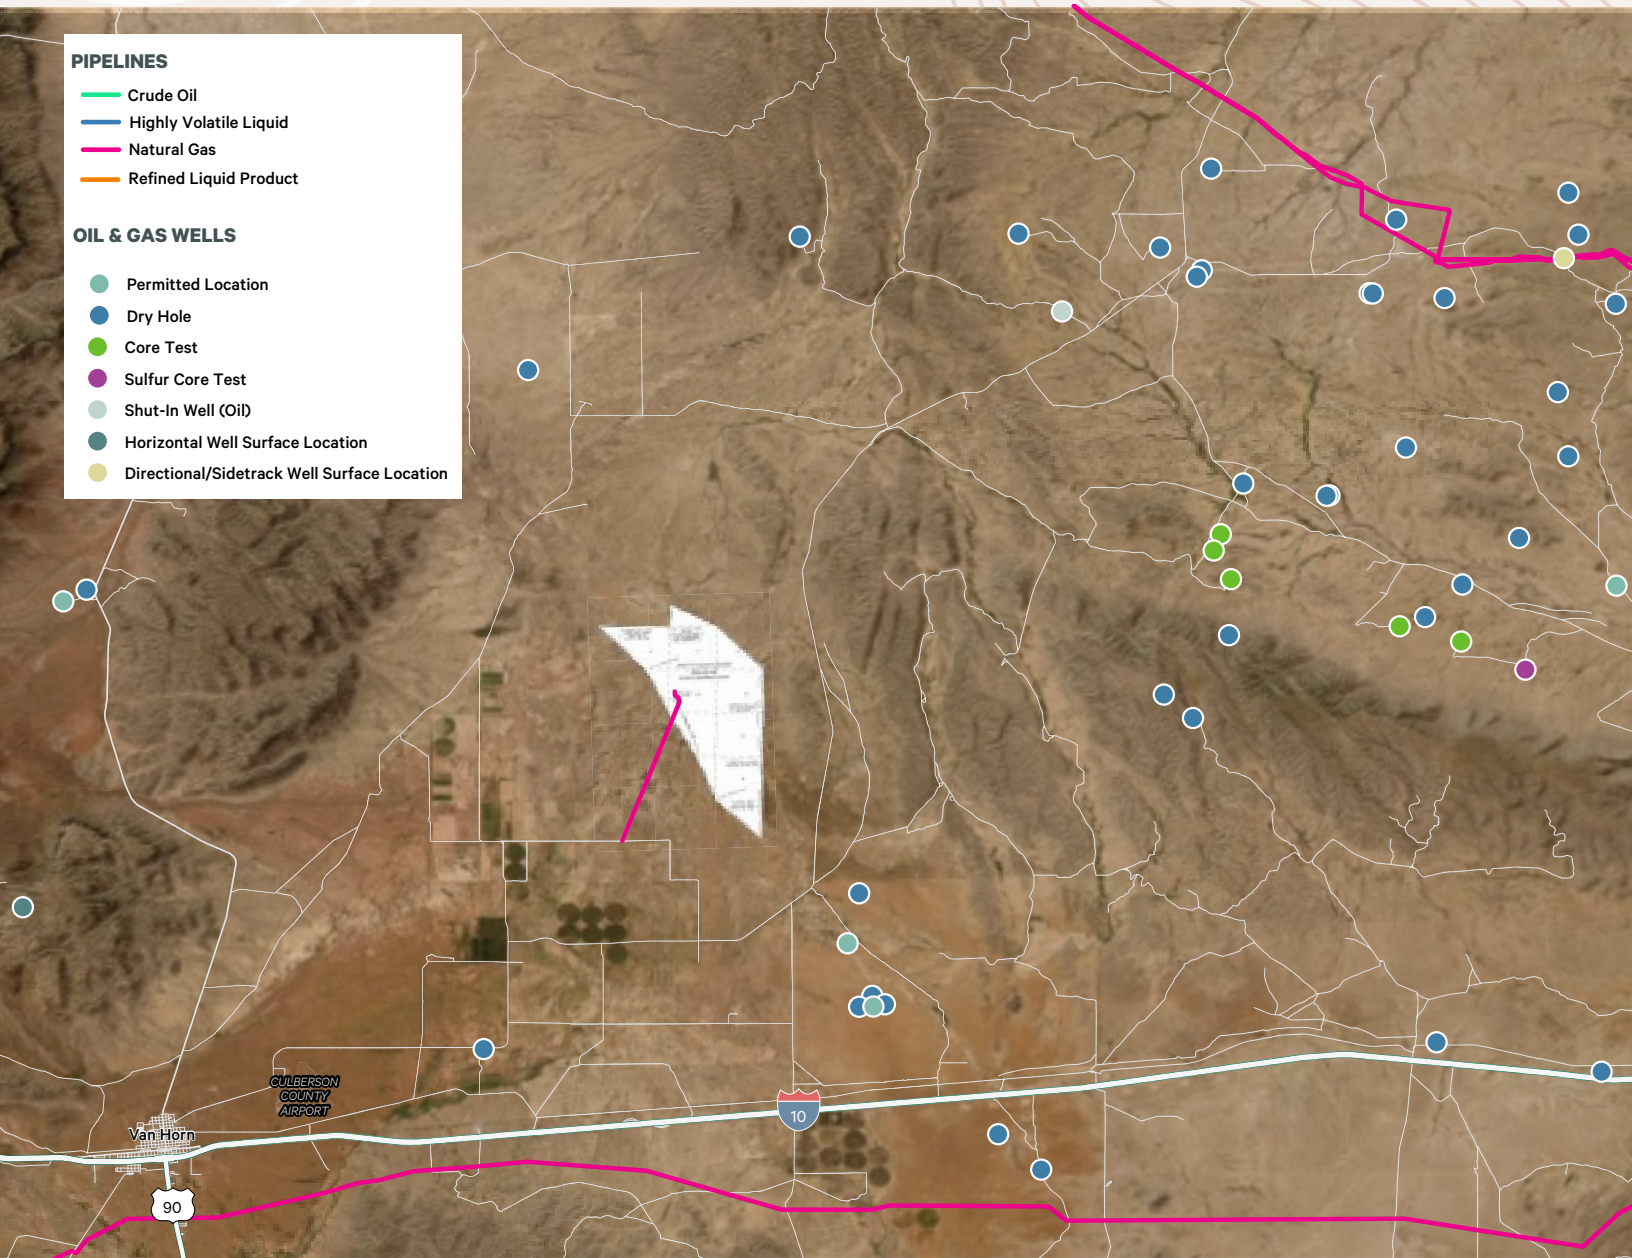 PIPELINES
Crude Oil
Highly Volatile Liquid
Natural Gas
Refined Liquid Product
OIL & GAS WELLS
Permitted Location
Dry Hole
Core Test
Sulfur Core Test
Shut-In Well (Oil)
Horizontal Well Surface Location
Directional/Sidetrack Well Surface Location
CULBERSON
COUNTY
AIRPORT
10
Van Horn
90